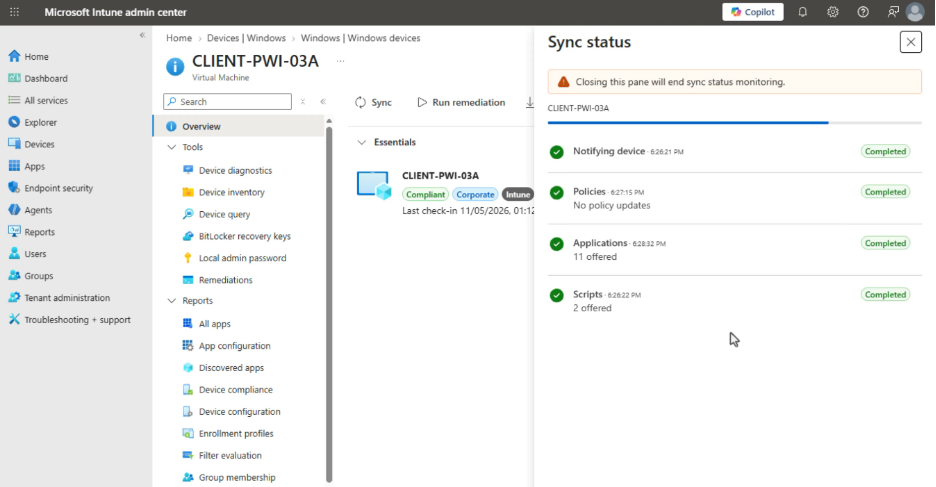 Microsoft Intune admin center
Copilot
Home
Dashboard
All services
Explorer
Devices
Apps
Endpoint security
Agents
Reports
Users
Groups
Tenant administration
Troubleshooting + support
Home > Devices | Windows > Windows | Windows devices
CLIENT-PWI-03A
Virtual Machine
Search
Overview
Tools
Device diagnostics
Device inventory
Device query
BitLocker recovery keys
Local admin password
Remediations
Reports
All apps
App configuration
Discovered apps
Device compliance
Device configuration
Enrollment profiles
Filter evaluation
Group membership
Sync
Run remediation
Essentials
CLIENT-PWI-03A
Compliant Corporate Intune
Last check-in 11/05/2026, 01:12
Sync status
Closing this pane will end sync status monitoring.
CLIENT-PWI-03A
Notifying device · 6:26:21 PM Completed
Policies · 6:27:15 PM Completed
No policy updates
Applications · 6:28:32 PM Completed
11 offered
Scripts · 6:26:22 PM Completed
2 offered